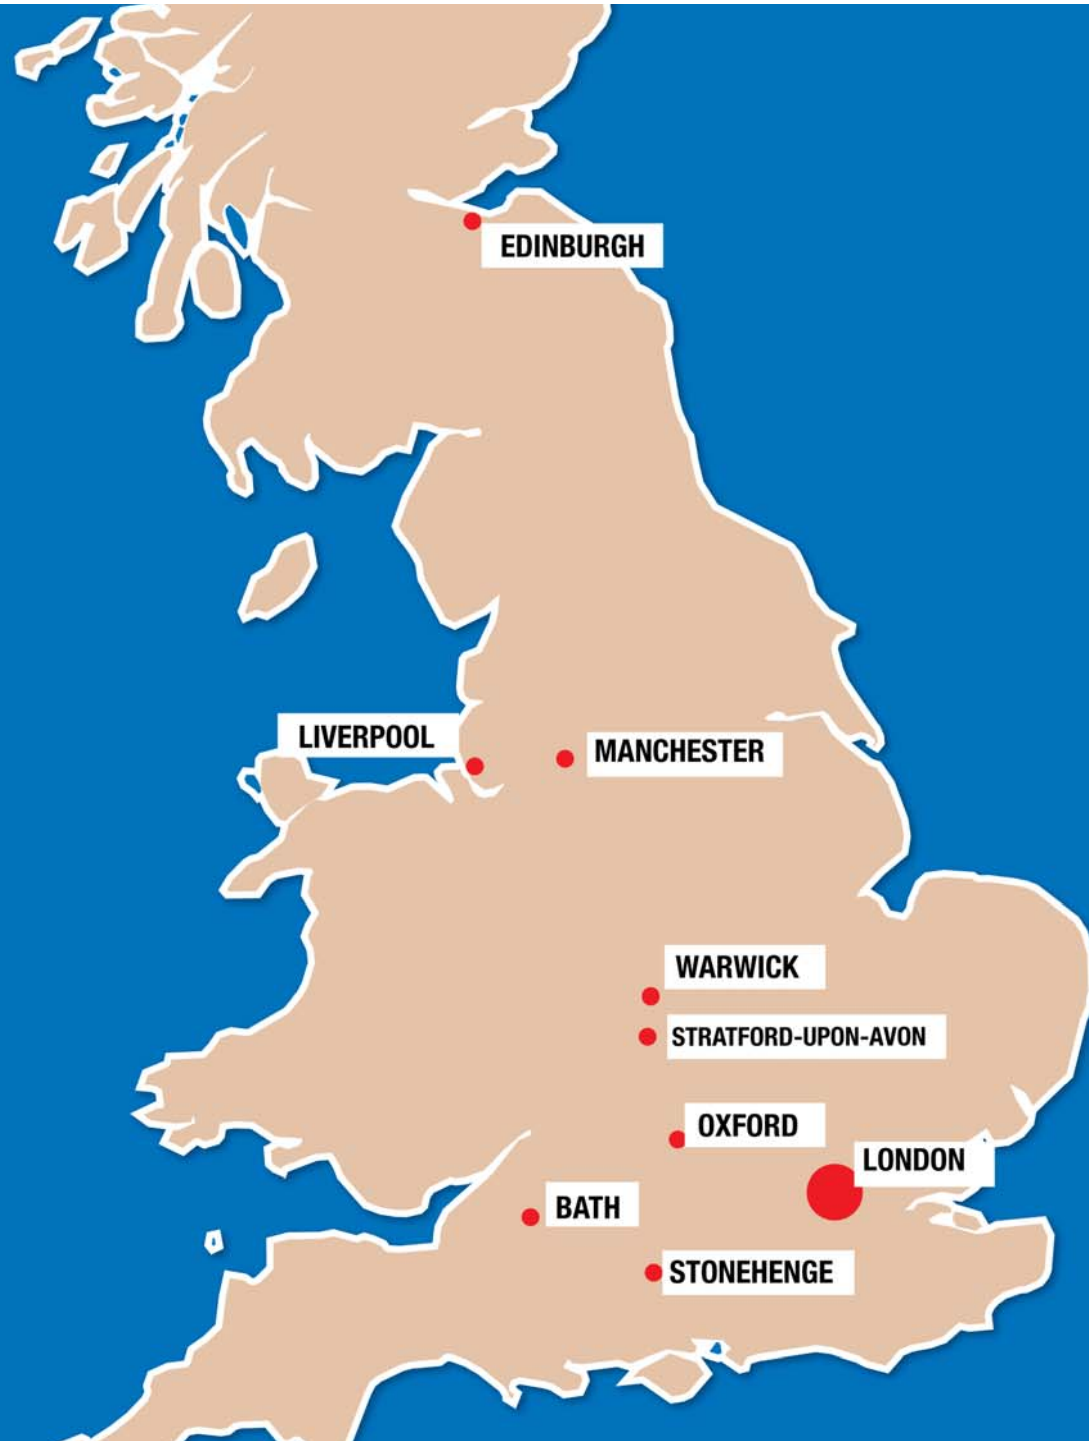 EDINBURGH
LIVERPOOL
MANCHESTER
WARWICK
STRATFORD-UPON-AVON
OXFORD
LONDON
BATH
STONEHENGE